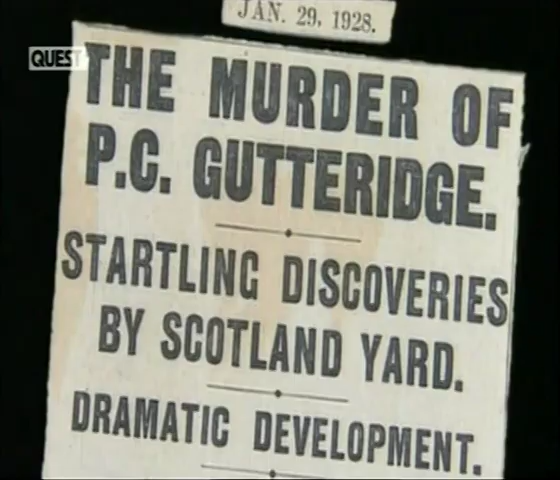 JAN. 29, 1928.
QUEST
THE MURDER OF
P.C. GUTTERIDGE.
STARTLING DISCOVERIES
BY SCOTLAND YARD.
DRAMATIC DEVELOPMENT.